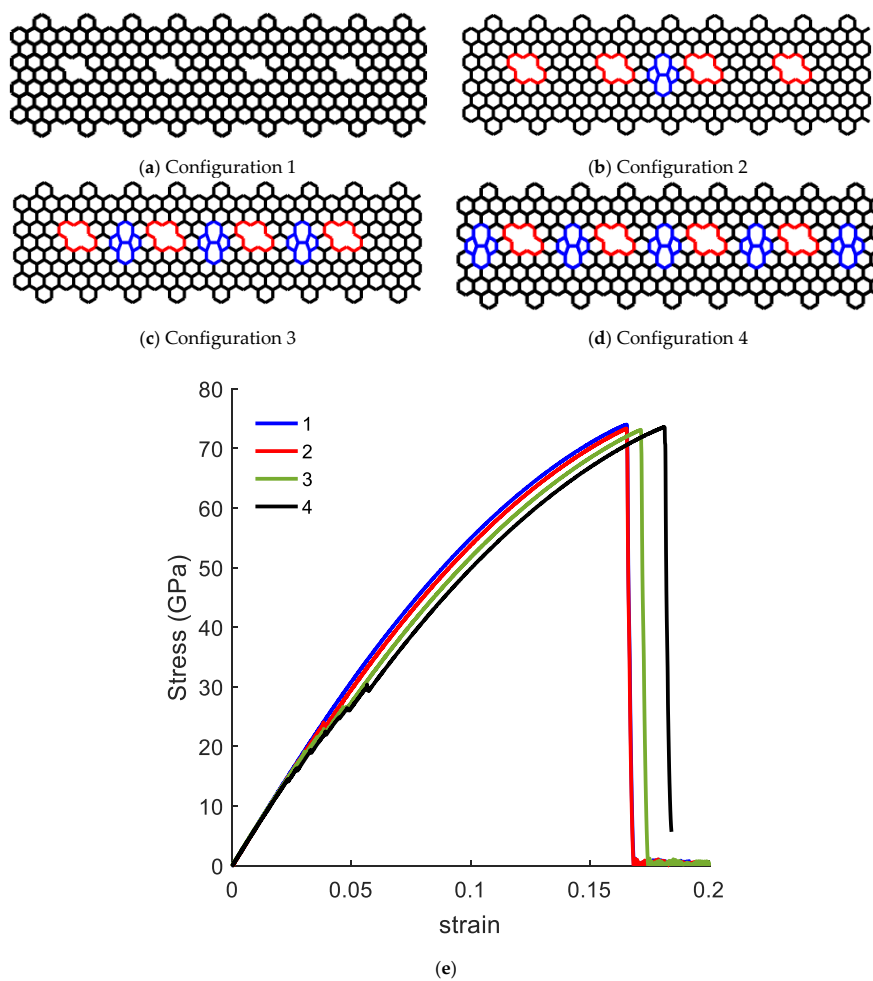 (a) Configuration 1
(b) Configuration 2
(c) Configuration 3
(d) Configuration 4
80
70
60
50
40
30
20
10
0
Stress (GPa)
1
2
3
4
0 0.05 0.1 0.15 0.2
strain
(e)